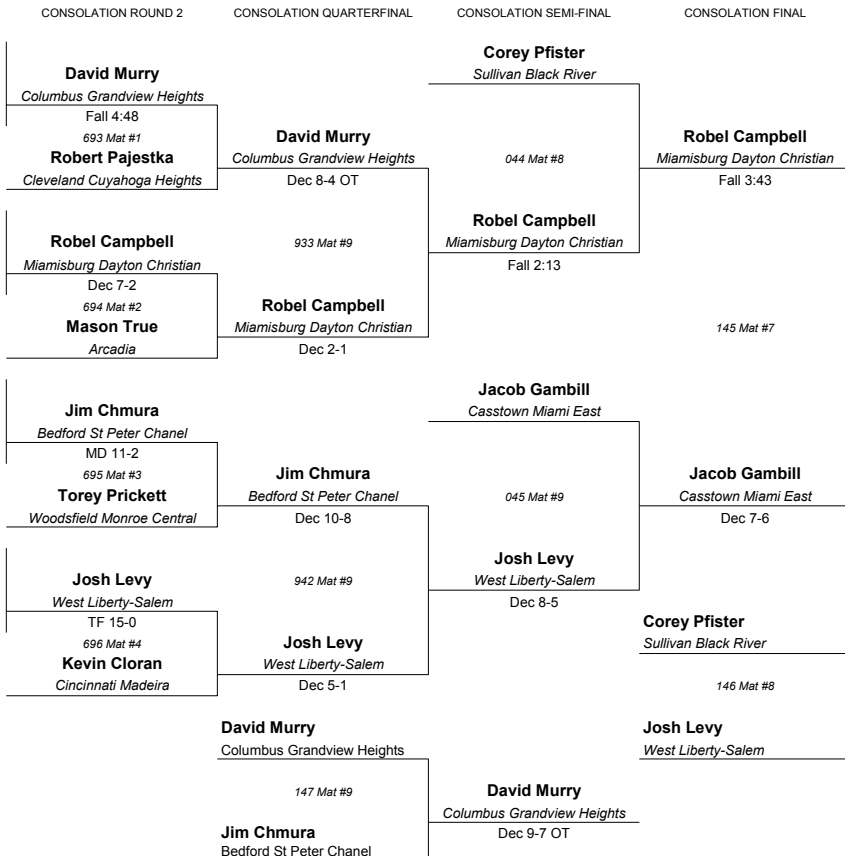 CONSOLATION ROUND 2
CONSOLATION QUARTERFINAL
CONSOLATION SEMI-FINAL
CONSOLATION FINAL
David Murry
Columbus Grandview Heights
Fall 4:48
693 Mat #1
Robert Pajestka
Cleveland Cuyahoga Heights
Robel Campbell
Miamisburg Dayton Christian
Dec 7-2
694 Mat #2
Mason True
Arcadia
Jim Chmura
Bedford St Peter Chanel
MD 11-2
695 Mat #3
Torey Prickett
Woodsfield Monroe Central
Josh Levy
West Liberty-Salem
TF 15-0
696 Mat #4
Kevin Cloran
Cincinnati Madeira
David Murry
Columbus Grandview Heights
Dec 8-4 OT
933 Mat #9
Robel Campbell
Miamisburg Dayton Christian
Dec 2-1
Jim Chmura
Bedford St Peter Chanel
Dec 10-8
942 Mat #9
Josh Levy
West Liberty-Salem
Dec 5-1
Corey Pfister
Sullivan Black River
044 Mat #8
Robel Campbell
Miamisburg Dayton Christian
Fall 2:13
Jacob Gambill
Casstown Miami East
045 Mat #9
Josh Levy
West Liberty-Salem
Dec 8-5
Robel Campbell
Miamisburg Dayton Christian
Fall 3:43
145 Mat #7
Jacob Gambill
Casstown Miami East
Dec 7-6
Corey Pfister
Sullivan Black River
146 Mat #8
Josh Levy
West Liberty-Salem
David Murry
Columbus Grandview Heights
147 Mat #9
Jim Chmura
Bedford St Peter Chanel
David Murry
Columbus Grandview Heights
Dec 9-7 OT